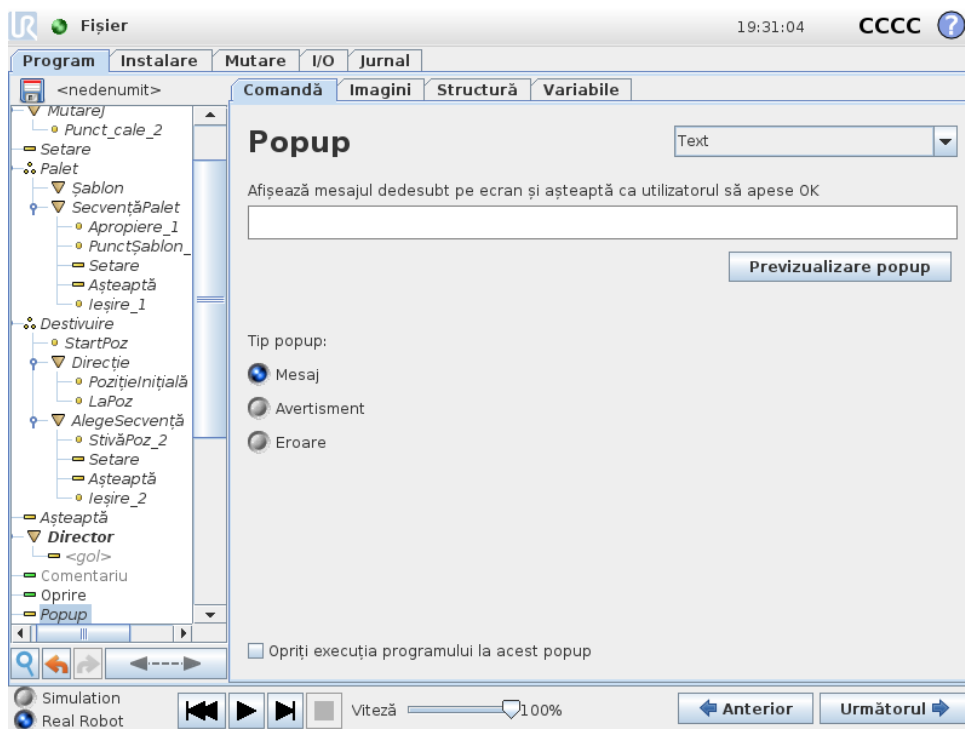 UR Fișier 19:31:04 CCCC ?
Program Instalare Mutare I/O Jurnal
<nedenumit>
Comandă Imagini Structură Variabile
MutareJ
Punct_cale_2
Setare
Palet
Șablon
SecvențăPalet
Apropiere_1
PunctȘablon_
Setare
Așteaptă
Ieșire_1
Destivuire
StartPoz
Direcție
PozițieInițială
LaPoz
AlegeSecvență
StivăPoz_2
Setare
Așteaptă
Ieșire_2
Așteaptă
Director
<gol>
Comentariu
Oprire
Popup
Popup Text
Afișează mesajul dedesubt pe ecran și așteaptă ca utilizatorul să apese OK
Previzualizare popup
Tip popup:
Mesaj
Avertisment
Eroare
Opriți execuția programului la acest popup
Simulation
Real Robot
Viteză 100%
Anterior Următorul